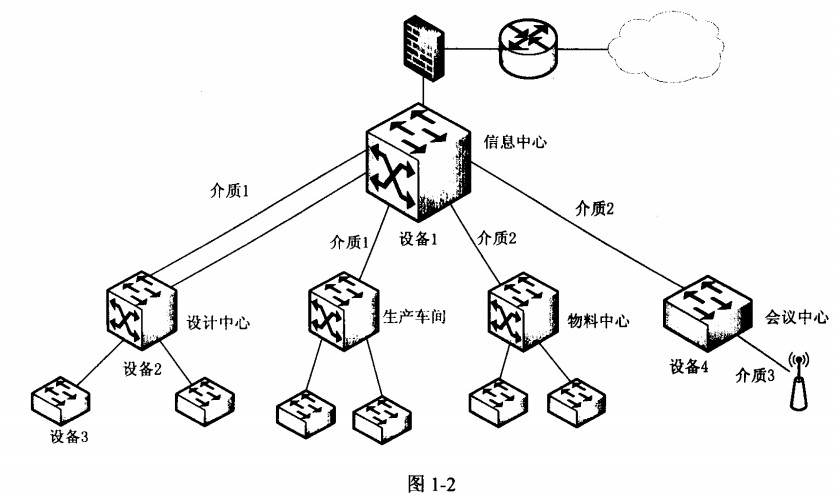 信息中心
介质1
介质2
设备1
介质1
介质2
设计中心
生产车间
物料中心
会议中心
设备2
设备4
介质3
设备3
图 1-2